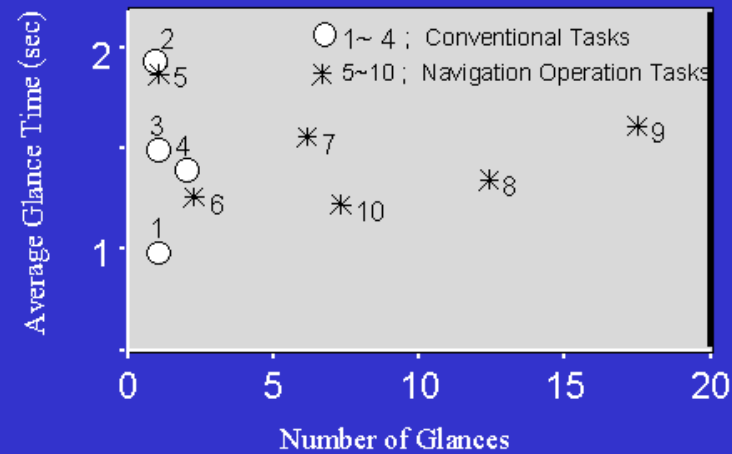 Average Glance Time (sec)
2
1
2
5
3
4
6
1
7
10
8
9
1~ 4 ; Conventional Tasks
5~10 ; Navigation Operation Tasks
0 5 10 15 20
Number of Glances